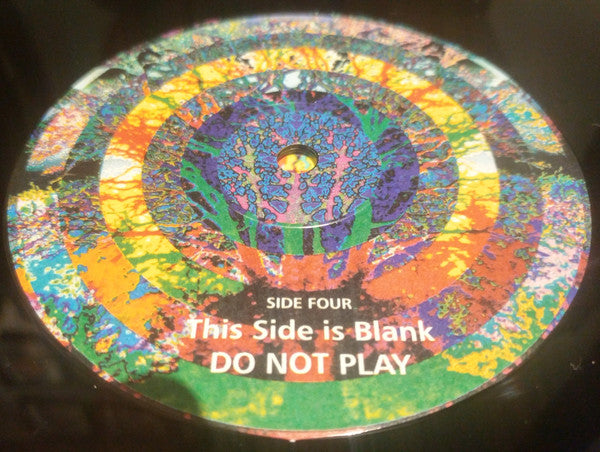 SIDE FOUR
This Side is Blank
DO NOT PLAY